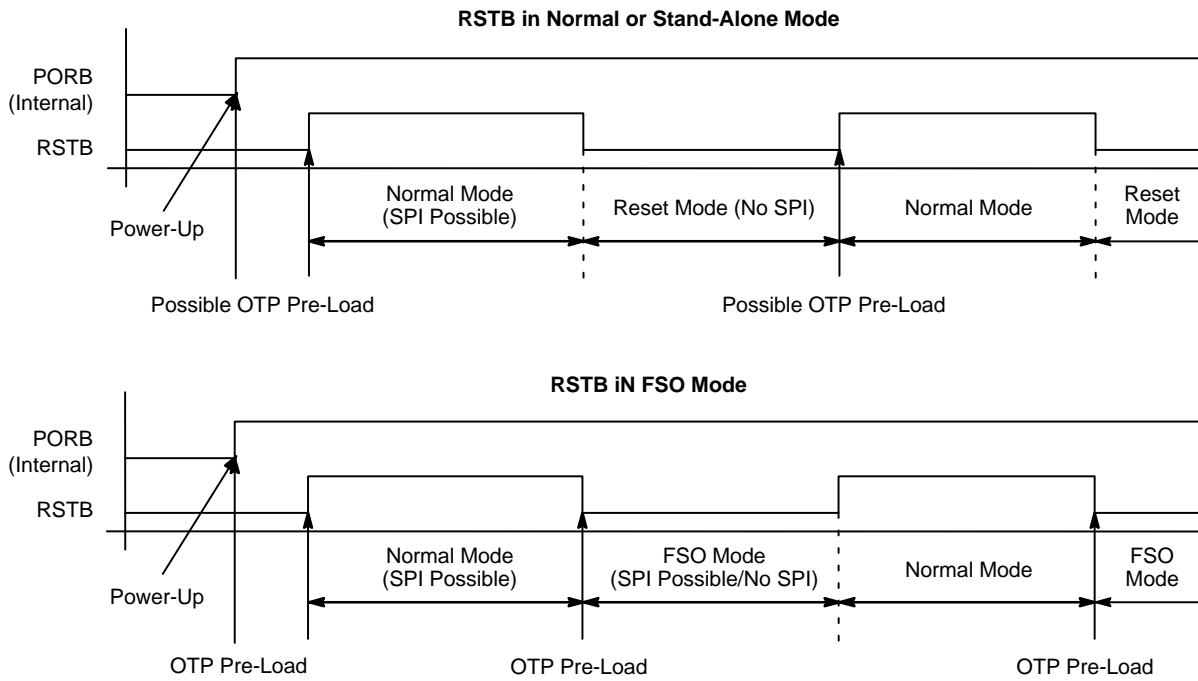 RSTB in Normal or Stand-Alone Mode
PORB
(Internal)
RSTB
Power-Up
Normal Mode
(SPI Possible)
Reset Mode (No SPI)
Normal Mode
Reset
Mode
Possible OTP Pre-Load
Possible OTP Pre-Load
RSTB iN FSO Mode
PORB
(Internal)
RSTB
Power-Up
Normal Mode
(SPI Possible)
FSO Mode
(SPI Possible/No SPI)
Normal Mode
FSO
Mode
OTP Pre-Load
OTP Pre-Load
OTP Pre-Load